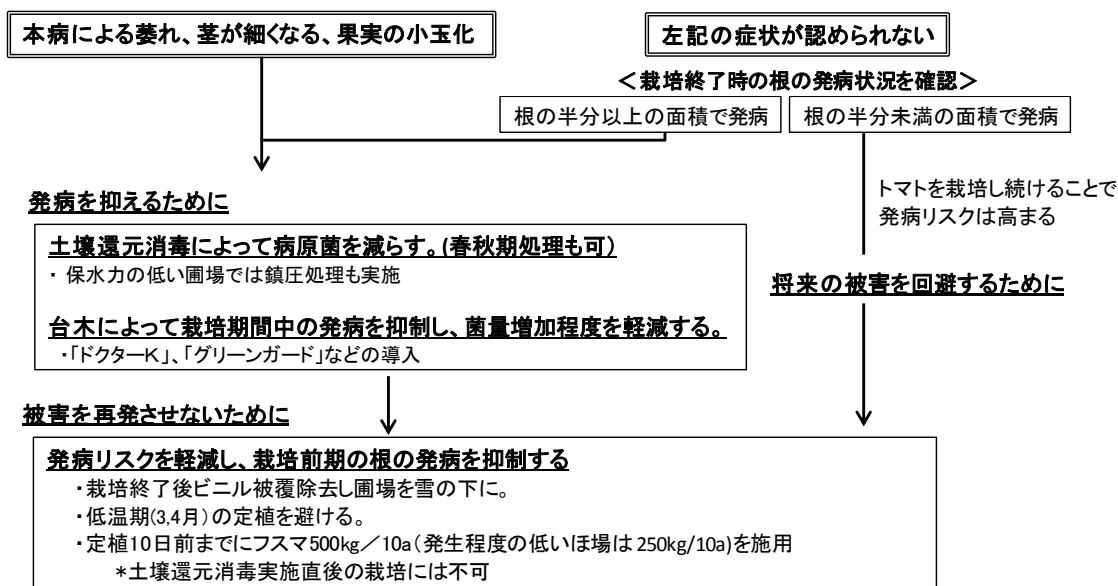 本病による萎れ、茎が細くなる、果実の小玉化
左記の症状が認められない
＜栽培終了時の根の発病状況を確認＞
根の半分以上の面積で発病
根の半分未満の面積で発病
トマトを栽培し続けることで
発病リスクは高まる
発病を抑えるために
土壌還元消毒によって病原菌を減らす。(春秋期処理も可)
・ 保水力の低い圃場では鎮圧処理も実施
将来の被害を回避するために
台木によって栽培期間中の発病を抑制し、菌量増加程度を軽減する。
・「ドクターK」、「グリーンガード」などの導入
被害を再発させないために
発病リスクを軽減し、栽培前期の根の発病を抑制する
・栽培終了後ビニル被覆除去し圃場を雪の下に。
・低温期(3,4月)の定植を避ける。
・定植10日前までにフスマ500kg／10a(発生程度の低いほ場は250kg/10a)を施用
＊土壌還元消毒実施直後の栽培には不可